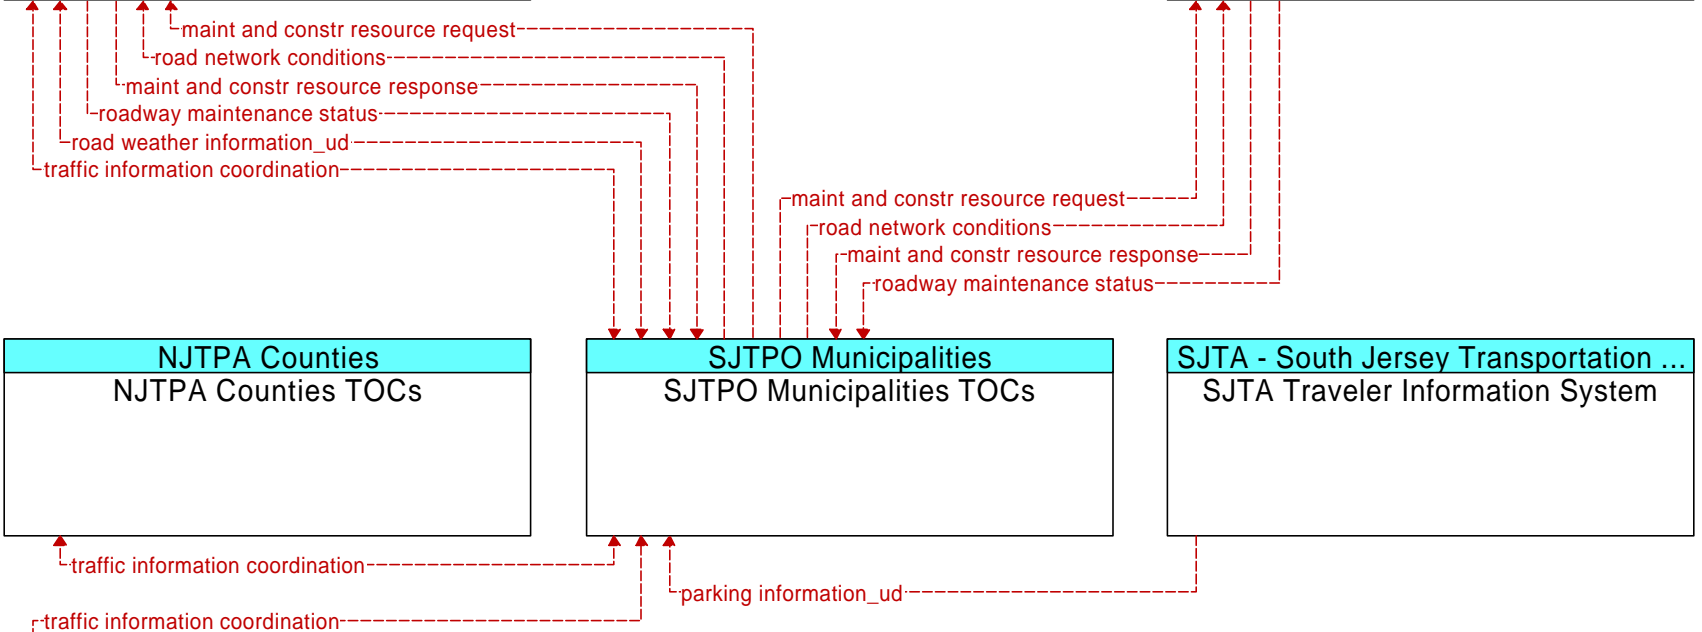 maint and constr resource request
road network conditions
maint and constr resource response
roadway maintenance status
road weather information_ud
traffic information coordination
maint and constr resource request
road network conditions
maint and constr resource response
roadway maintenance status
NJTPA Counties
NJTPA Counties TOCs
SJTPO Municipalities
SJTPO Municipalities TOCs
SJTA - South Jersey Transportation ...
SJTA Traveler Information System
traffic information coordination
parking information_ud
traffic information coordination